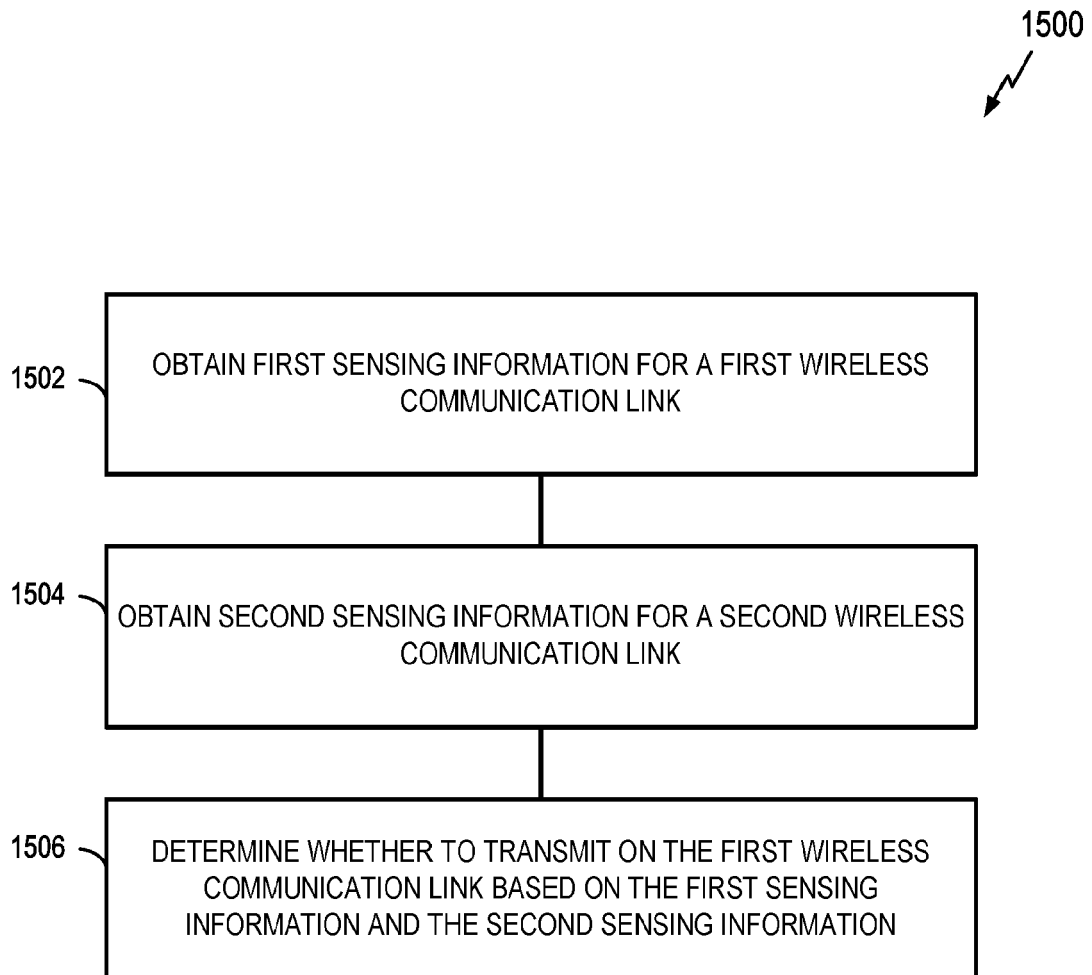 1500
1502
OBTAIN FIRST SENSING INFORMATION FOR A FIRST WIRELESS
COMMUNICATION LINK
1504
OBTAIN SECOND SENSING INFORMATION FOR A SECOND WIRELESS
COMMUNICATION LINK
1506
DETERMINE WHETHER TO TRANSMIT ON THE FIRST WIRELESS
COMMUNICATION LINK BASED ON THE FIRST SENSING
INFORMATION AND THE SECOND SENSING INFORMATION